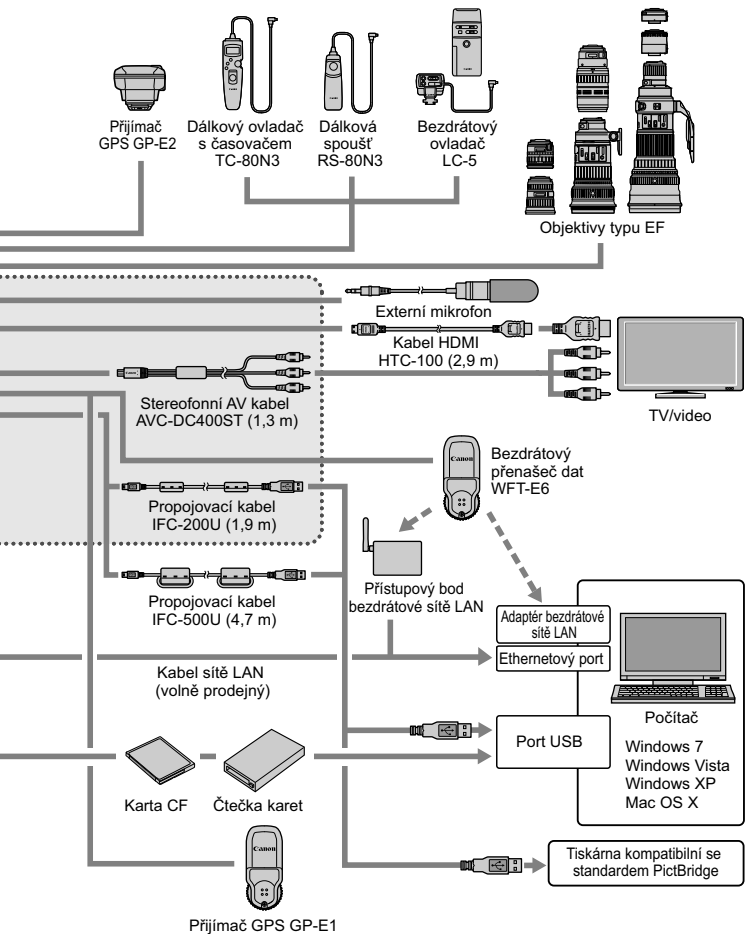 Přijímač
GPS GP-E2
Dálkový ovladač
s časovačem
TC-80N3
Dálková
spoušť
RS-80N3
Bezdrátový
ovladač
LC-5
Objektivy typu EF
Externí mikrofon
Kabel HDMI
HTC-100 (2,9 m)
Stereofonní AV kabel
AVC-DC400ST (1,3 m)
TV/video
Canon
Bezdrátový
přenašeč dat
WFT-E6
Propojovací kabel
IFC-200U (1,9 m)
Propojovací kabel
IFC-500U (4,7 m)
Přístupový bod
bezdrátové sítě LAN
Adaptér bezdrátové
sítě LAN
Ethernetový port
Kabel sítě LAN
(volně prodejný)
Port USB
Počítač
Windows 7
Windows Vista
Windows XP
Mac OS X
Karta CF
Čtečka karet
Canon
Přijímač GPS GP-E1
Tiskárna kompatibilní se
standardem PictBridge